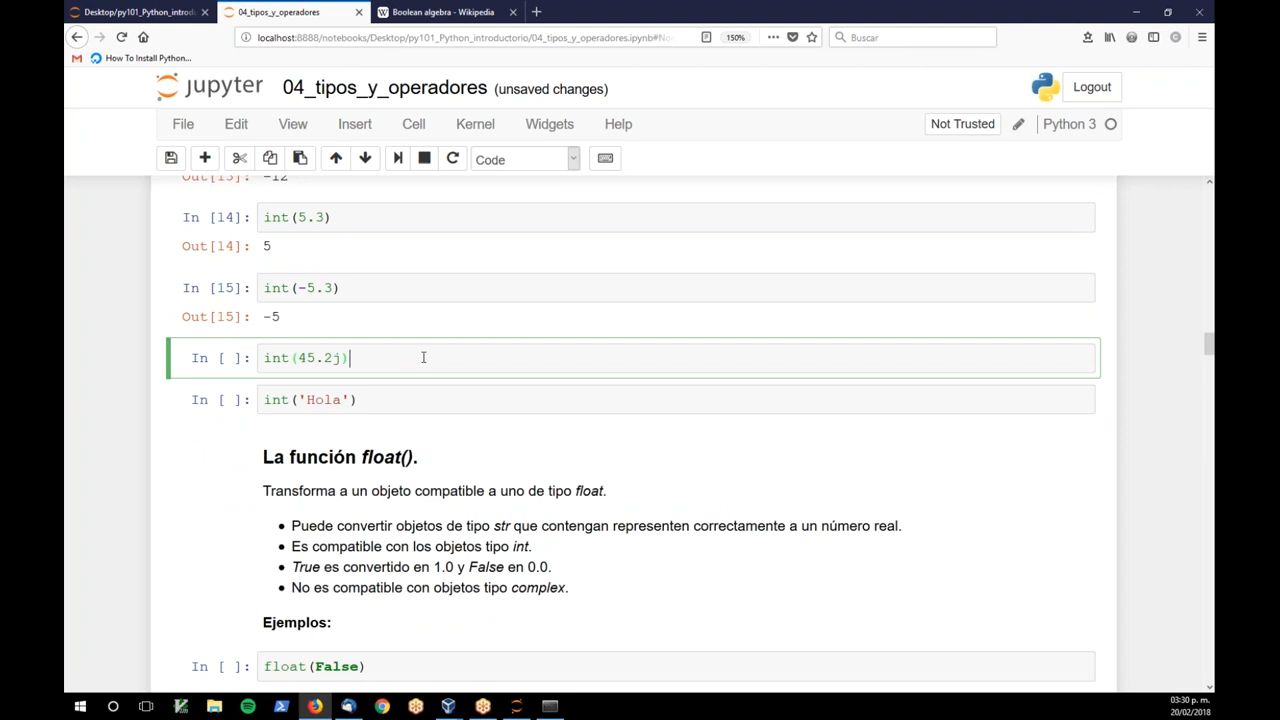 Desktop/py101_Python_introdu
04_tipos_y_operadores
Boolean algebra - Wikipedia
localhost:8888/notebooks/Desktop/py101_Python_introductorio/04_tipos_y_operadores.ipynb#No
150%
Buscar
How To Install Python...
jupyter
04_tipos_y_operadores (unsaved changes)
Logout
File Edit View Insert Cell Kernel Widgets Help
Not Trusted
Python 3
Code
Out[13]: -12
In [14]: int(5.3)
Out[14]: 5
In [15]: int(-5.3)
Out[15]: -5
In [ ]: int(45.2j)
In [ ]: int('Hola')
La función float().
Transforma a un objeto compatible a uno de tipo float.
• Puede convertir objetos de tipo str que contengan representen correctamente a un número real.
• Es compatible con los objetos tipo int.
• True es convertido en 1.0 y False en 0.0.
• No es compatible con objetos tipo complex.
Ejemplos:
In [ ]: float(False)
03:30 p. m.
20/02/2018